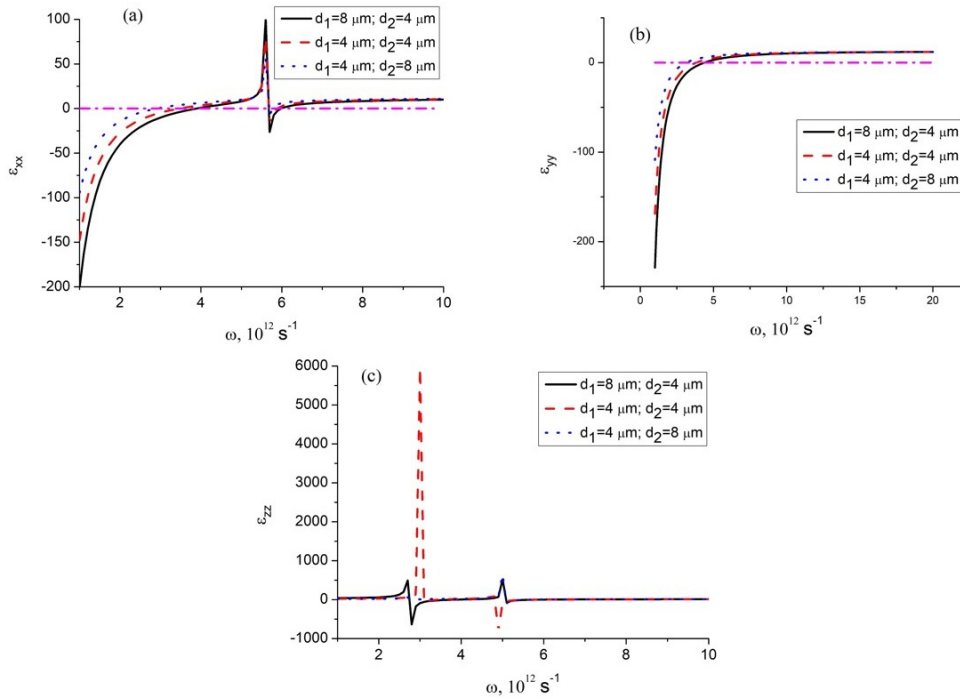 (a)
d1=8 μm; d2=4 μm
d1=4 μm; d2=4 μm
d1=4 μm; d2=8 μm
100
75
50
25
0
-50
-100
-150
-200
εxx
2
4
6
8
10
ω, 10^12 s^-1
(b)
0
-100
-200
εyy
d1=8 μm; d2=4 μm
d1=4 μm; d2=4 μm
d1=4 μm; d2=8 μm
0
5
10
15
20
ω, 10^12 s^-1
(c)
d1=8 μm; d2=4 μm
d1=4 μm; d2=4 μm
d1=4 μm; d2=8 μm
6000
5000
4000
3000
2000
1000
0
-1000
εzz
2
4
6
8
10
ω, 10^12 s^-1